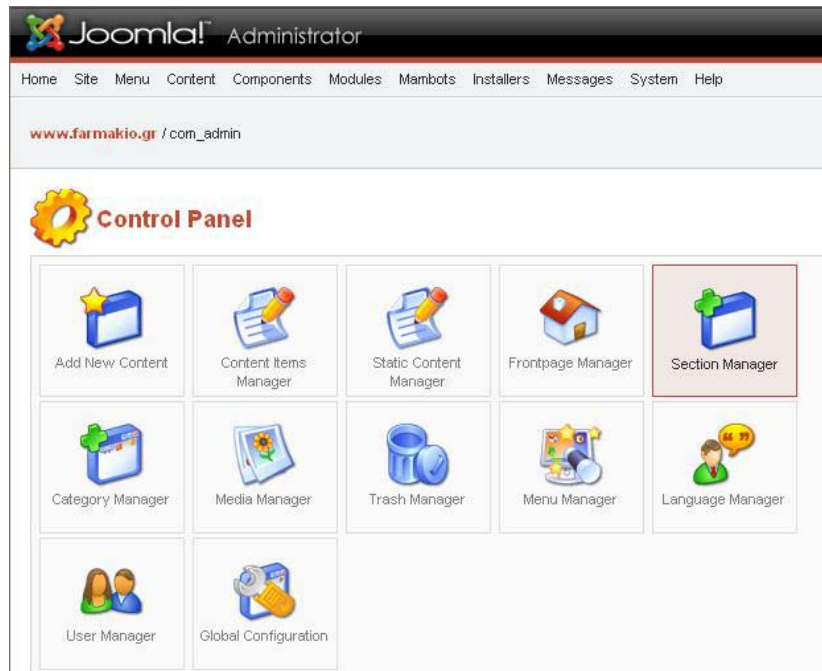 Joomla!™ Administrator
Home Site Menu Content Components Modules Mambots Installers Messages System Help
www.farmakio.gr / com_admin
Control Panel
Add New Content
Content Items Manager
Static Content Manager
Frontpage Manager
Section Manager
Category Manager
Media Manager
Trash Manager
Menu Manager
Language Manager
User Manager
Global Configuration